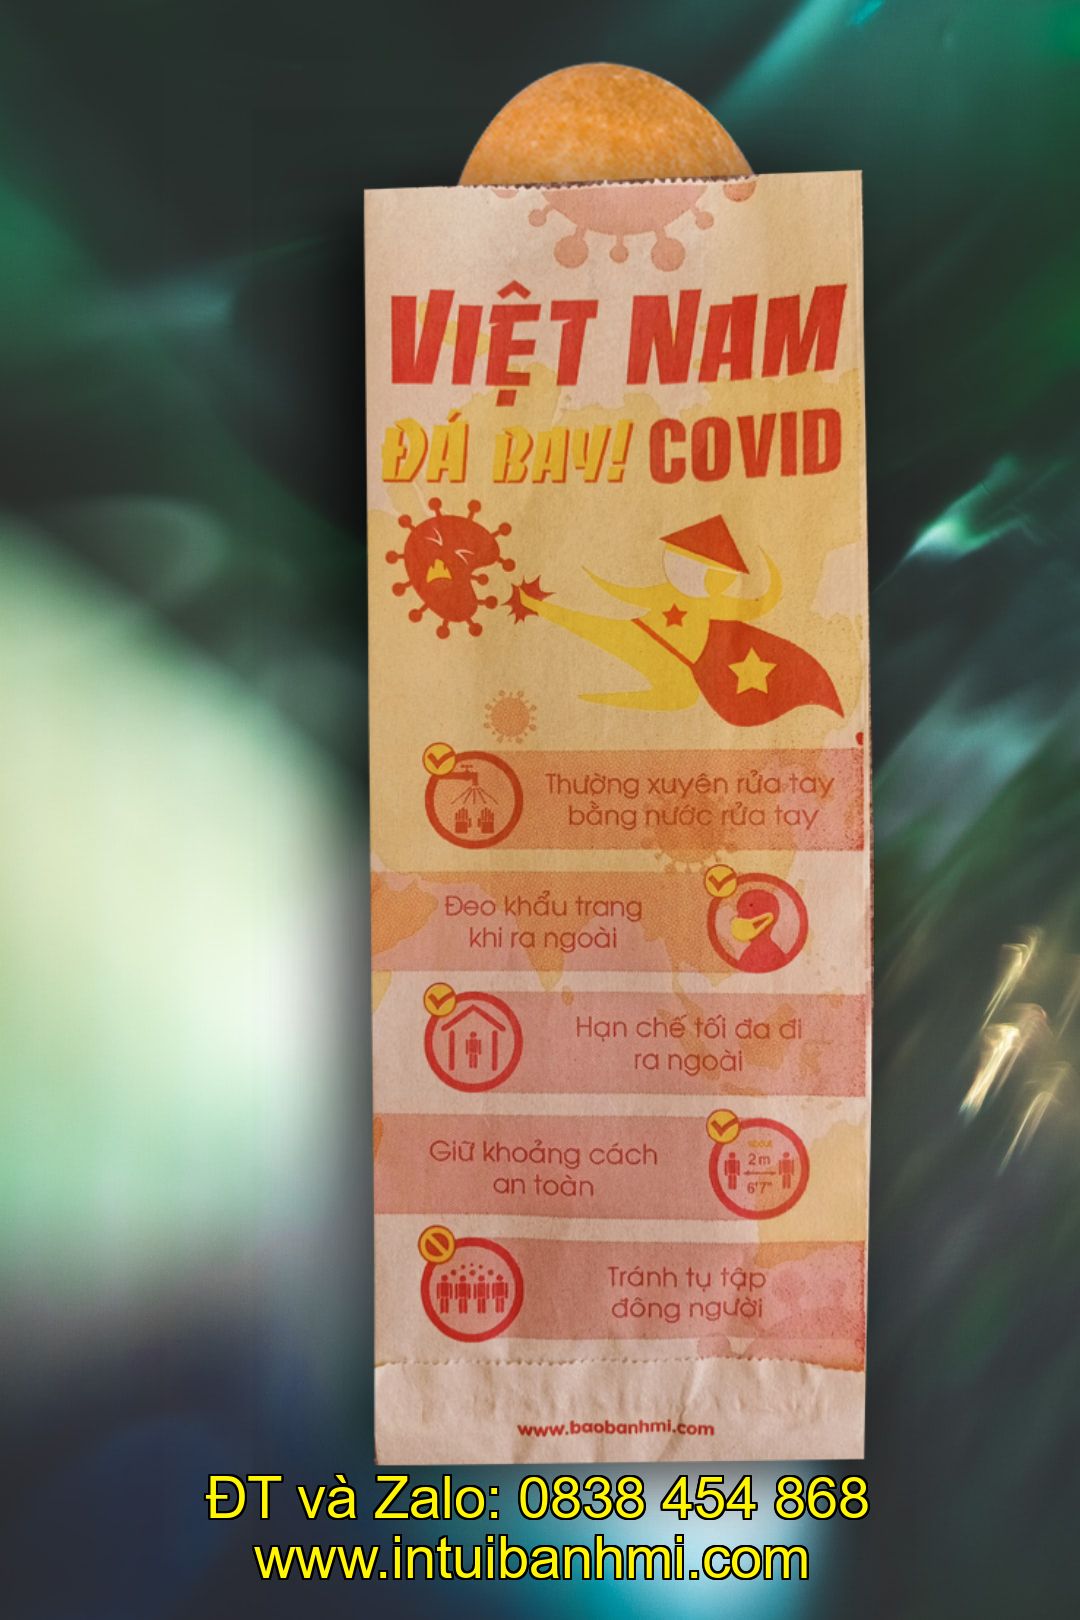 VIỆT NAM
ĐÁ BAY! COVID
Thường xuyên rửa tay
bằng nước rửa tay
Đeo khẩu trang
khi ra ngoài
Hạn chế tối đa đi
ra ngoài
2m
6'7"
Giữ khoảng cách
an toàn
Tránh tụ tập
đông người
www.baobanhmi.com
ĐT và Zalo: 0838 454 868
www.intuibanhmi.com